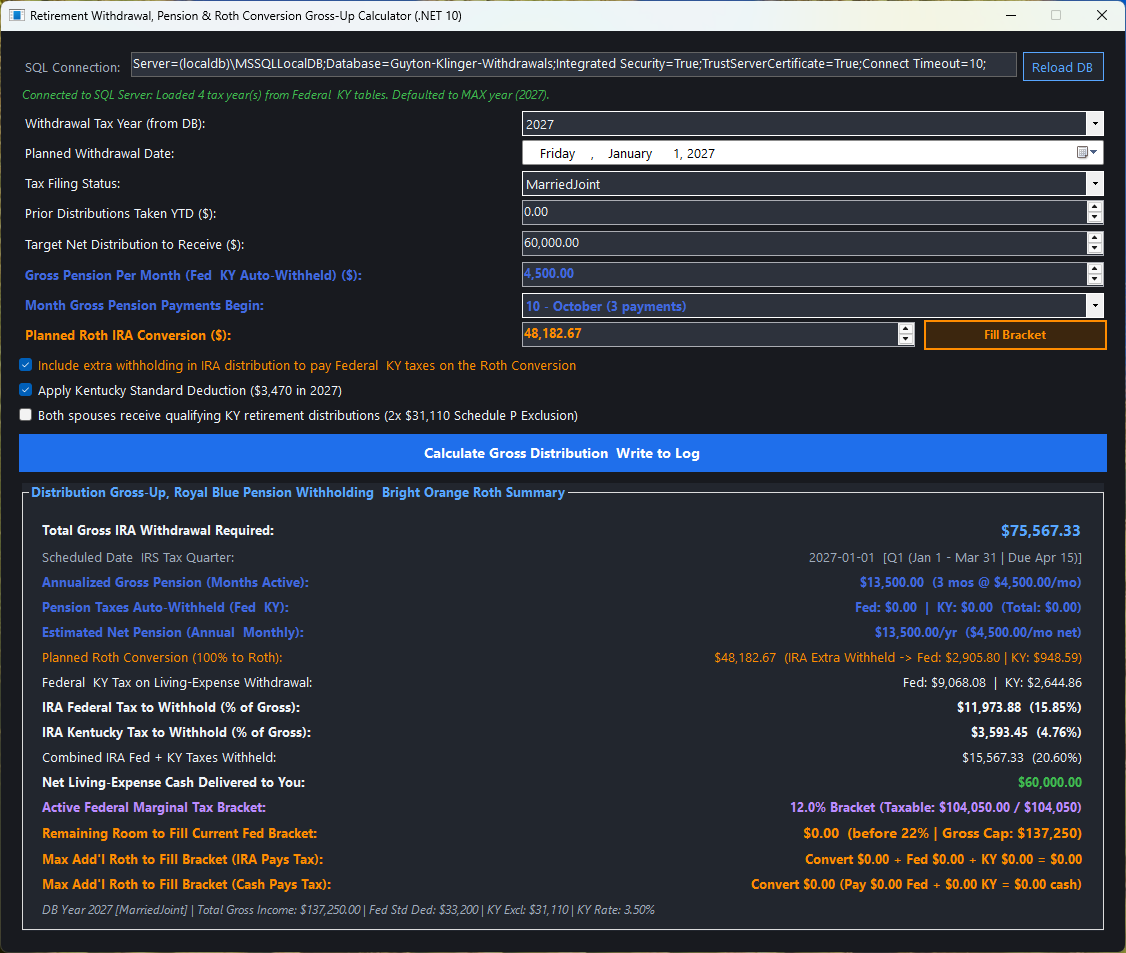 Retirement Withdrawal, Pension & Roth Conversion Gross-Up Calculator (.NET 10)
SQL Connection: Server=(localdb)\MSSQLLocalDB;Database=Guyton-Klinger-Withdrawals;Integrated Security=True;TrustServerCertificate=True;Connect Timeout=10; Reload DB
Connected to SQL Server: Loaded 4 tax year(s) from Federal  KY tables. Defaulted to MAX year (2027).
Withdrawal Tax Year (from DB): 2027
Planned Withdrawal Date: Friday , January 1, 2027
Tax Filing Status: MarriedJoint
Prior Distributions Taken YTD ($): 0.00
Target Net Distribution to Receive ($): 60,000.00
Gross Pension Per Month (Fed  KY Auto-Withheld) ($): 4,500.00
Month Gross Pension Payments Begin: 10 - October (3 payments)
Planned Roth IRA Conversion ($): 48,182.67 Fill Bracket
Include extra withholding in IRA distribution to pay Federal  KY taxes on the Roth Conversion
Apply Kentucky Standard Deduction ($3,470 in 2027)
Both spouses receive qualifying KY retirement distributions (2x $31,110 Schedule P Exclusion)
Calculate Gross Distribution  Write to Log
Distribution Gross-Up, Royal Blue Pension Withholding  Bright Orange Roth Summary
Total Gross IRA Withdrawal Required: $75,567.33
Scheduled Date  IRS Tax Quarter: 2027-01-01  [Q1 (Jan 1 - Mar 31 | Due Apr 15)]
Annualized Gross Pension (Months Active): $13,500.00  (3 mos @ $4,500.00/mo)
Pension Taxes Auto-Withheld (Fed  KY): Fed: $0.00  |  KY: $0.00  (Total: $0.00)
Estimated Net Pension (Annual  Monthly): $13,500.00/yr  ($4,500.00/mo net)
Planned Roth Conversion (100% to Roth): $48,182.67  (IRA Extra Withheld -> Fed: $2,905.80 | KY: $948.59)
Federal  KY Tax on Living-Expense Withdrawal: Fed: $9,068.08  |  KY: $2,644.86
IRA Federal Tax to Withhold (% of Gross): $11,973.88  (15.85%)
IRA Kentucky Tax to Withhold (% of Gross): $3,593.45  (4.76%)
Combined IRA Fed + KY Taxes Withheld: $15,567.33  (20.60%)
Net Living-Expense Cash Delivered to You: $60,000.00
Active Federal Marginal Tax Bracket: 12.0% Bracket (Taxable: $104,050.00 / $104,050)
Remaining Room to Fill Current Fed Bracket: $0.00  (before 22% | Gross Cap: $137,250)
Max Add'l Roth to Fill Bracket (IRA Pays Tax): Convert $0.00 + Fed $0.00 + KY $0.00 = $0.00
Max Add'l Roth to Fill Bracket (Cash Pays Tax): Convert $0.00 (Pay $0.00 Fed + $0.00 KY = $0.00 cash)
DB Year 2027 [MarriedJoint] | Total Gross Income: $137,250.00 | Fed Std Ded: $33,200 | KY Excl: $31,110 | KY Rate: 3.50%